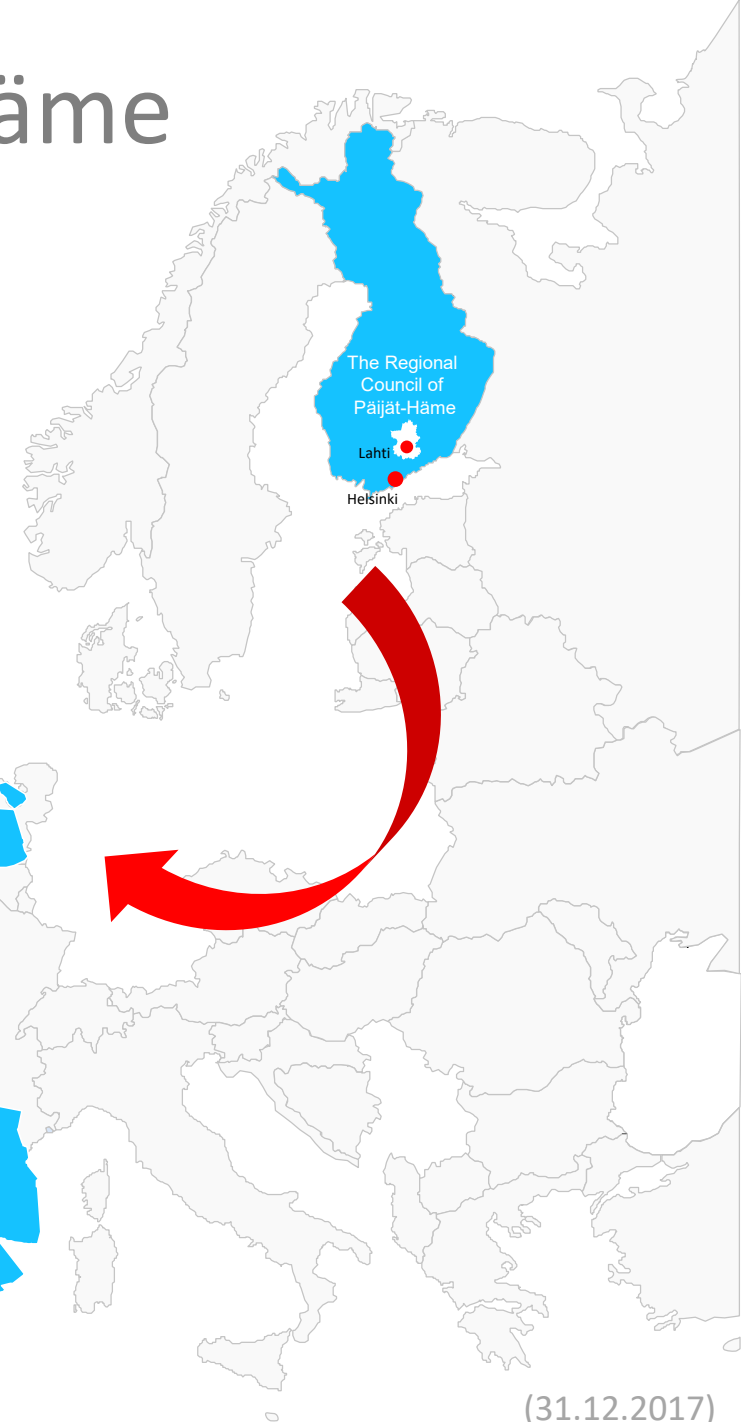 äme
The Regional
Council of
Päijät-Häme
Lahti
Helsinki
(31.12.2017)